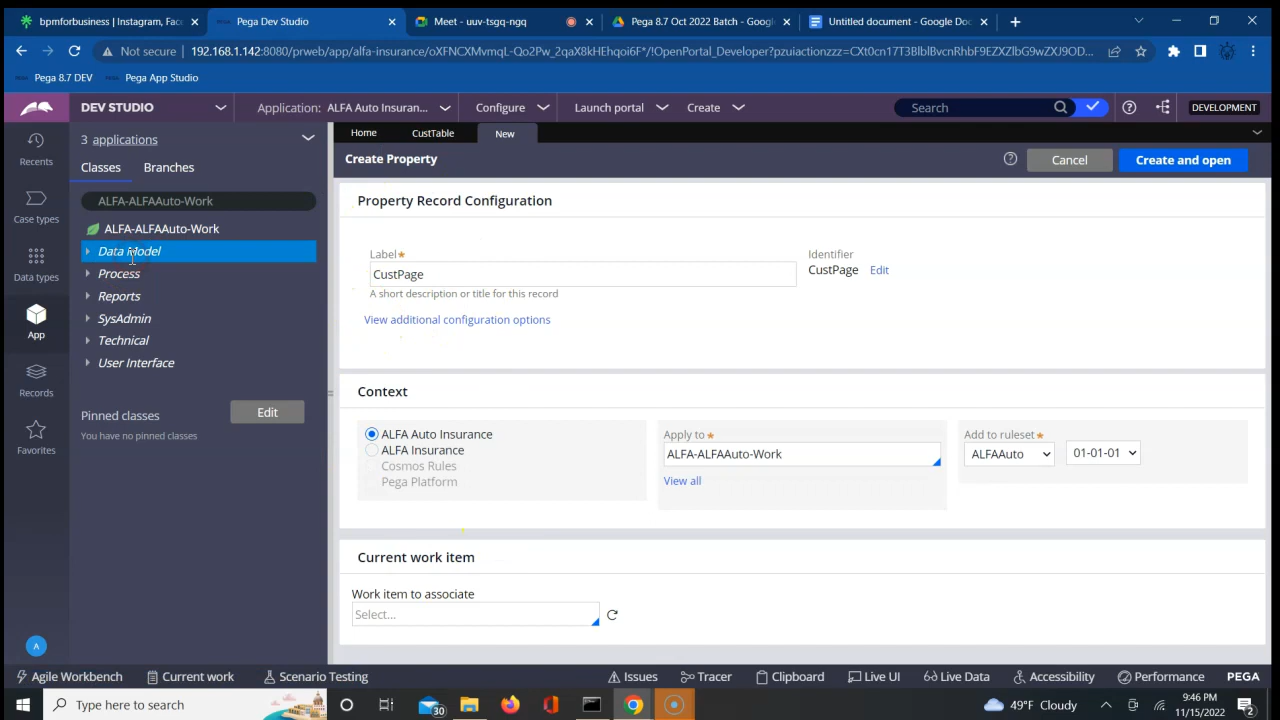 bpmforbusiness | Instagram, Fac
Pega Dev Studio
Meet - uuv-tsgq-ngq
Pega 8.7 Oct 2022 Batch - Googl
Untitled document - Google Doc
Not secure | 192.168.1.142:8080/prweb/app/alfa-insurance/oXFNCXMvmqL-Qo2Pw_2qaX8kHEhqoi6F*/!OpenPortal_Developer?pzuiactionzzz=CXt0cn17T3BlblBvcnRhbF9EZXZlbG9wZXJ9OD...
Pega 8.7 DEV
Pega App Studio
DEV STUDIO
Application: ALFA Auto Insuran...
Configure
Launch portal
Create
Search
DEVELOPMENT
Recents
Case types
Data types
App
Records
Favorites
A
3 applications
Classes
Branches
ALFA-ALFAAuto-Work
ALFA-ALFAAuto-Work
Data Model
Process
Reports
SysAdmin
Technical
User Interface
Pinned classes
Edit
You have no pinned classes
Home
CustTable
New
Create Property
Cancel
Create and open
Property Record Configuration
Label★
CustPage
A short description or title for this record
Identifier
CustPage Edit
View additional configuration options
Context
ALFA Auto Insurance
ALFA Insurance
Cosmos Rules
Pega Platform
Apply to★
ALFA-ALFAAuto-Work
View all
Add to ruleset★
ALFAAuto
01-01-01
Current work item
Work item to associate
Select...
Agile Workbench
Current work
Scenario Testing
Issues
Tracer
Clipboard
Live UI
Live Data
Accessibility
Performance
PEGA
Type here to search
30
49°F Cloudy
9:46 PM
11/15/2022
2